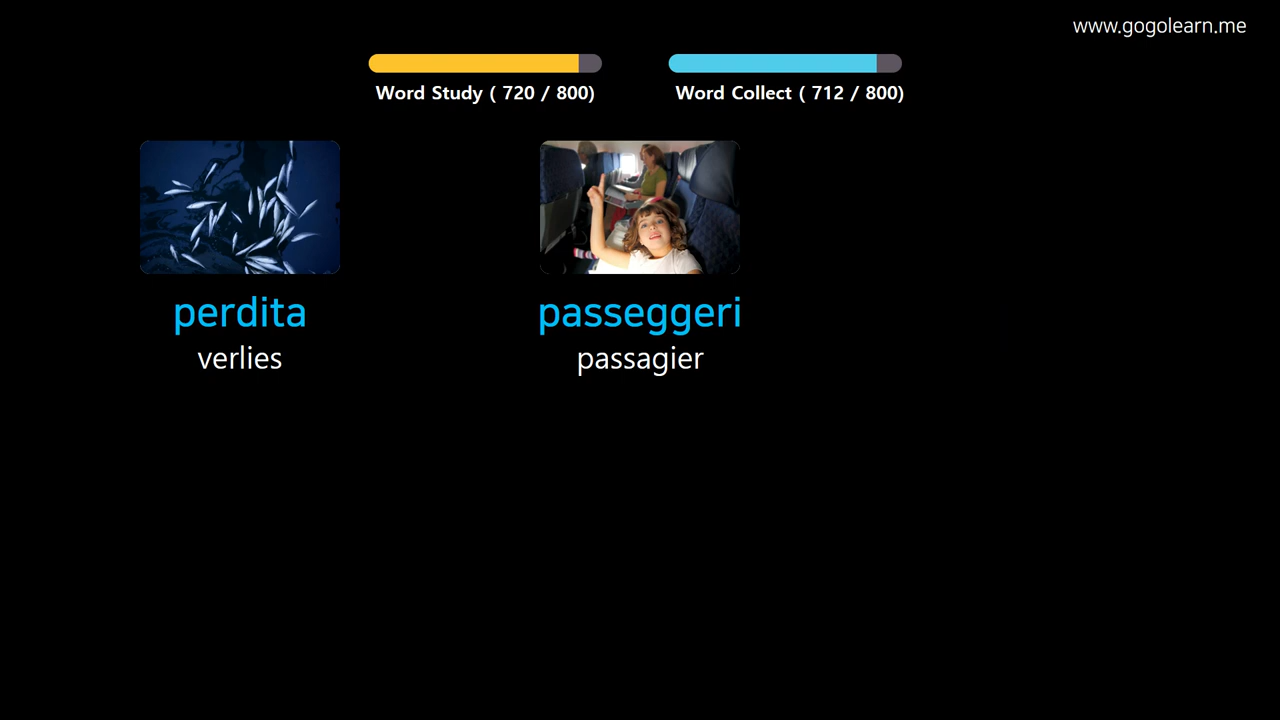 www.gogolearn.me
Word Study ( 720 / 800)
Word Collect ( 712 / 800)
perdita
verlies
passeggeri
passagier